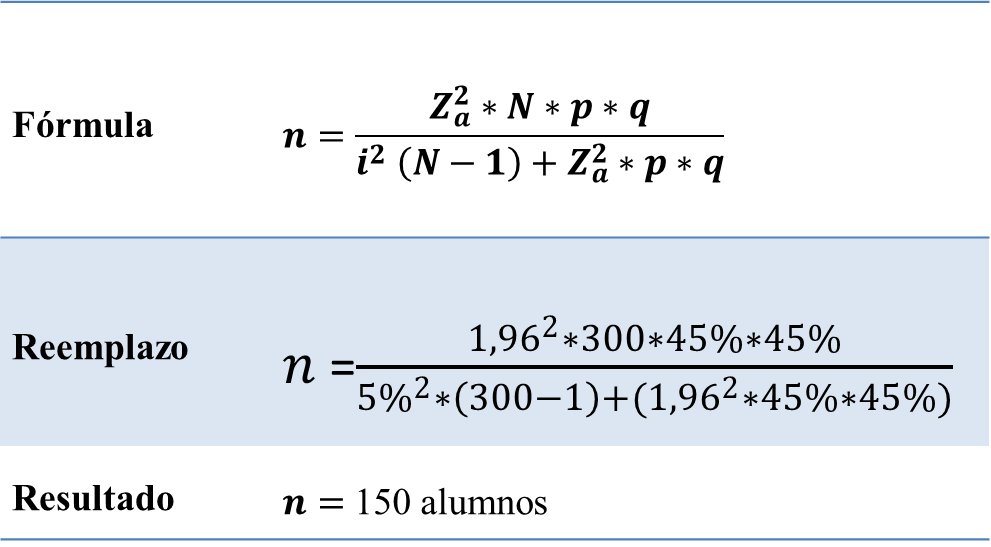 Fórmula n = Z_a^2 * N * p * q / i^2 (N − 1) + Z_a^2 * p * q
Reemplazo n = 1,96^2*300*45%*45% / 5%^2*(300−1)+(1,96^2*45%*45%)
Resultado n = 150 alumnos